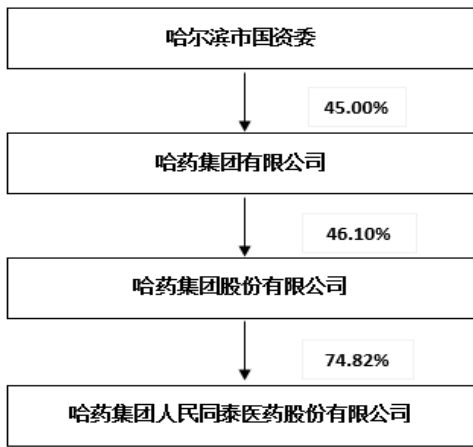 哈尔滨市国资委
45.00%
哈药集团有限公司
46.10%
哈药集团股份有限公司
74.82%
哈药集团人民同泰医药股份有限公司